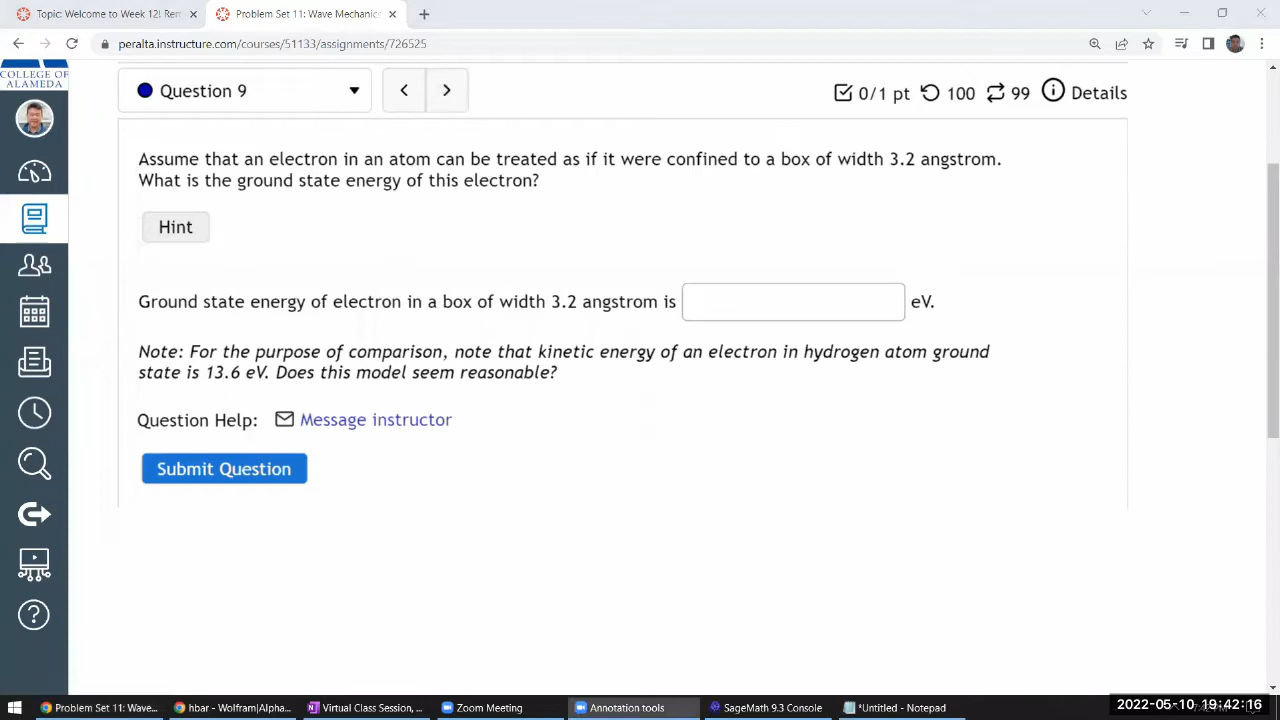 Topic: Welcome to Week 12! Rem
Problem Set 11: Wave Mechanics
peralta.instructure.com/courses/51133/assignments/726525
COLLEGE OF
ALAMEDA
Question 9
0/1 pt 100 99 Details
Assume that an electron in an atom can be treated as if it were confined to a box of width 3.2 angstrom.
What is the ground state energy of this electron?
Hint
Ground state energy of electron in a box of width 3.2 angstrom is eV.
Note: For the purpose of comparison, note that kinetic energy of an electron in hydrogen atom ground
state is 13.6 eV. Does this model seem reasonable?
Question Help: Message instructor
Submit Question
Problem Set 11: Wave... hbar - Wolfram|Alpha... Virtual Class Session, ... Zoom Meeting Annotation tools SageMath 9.3 Console *Untitled - Notepad
2022-05-10 19:42:16